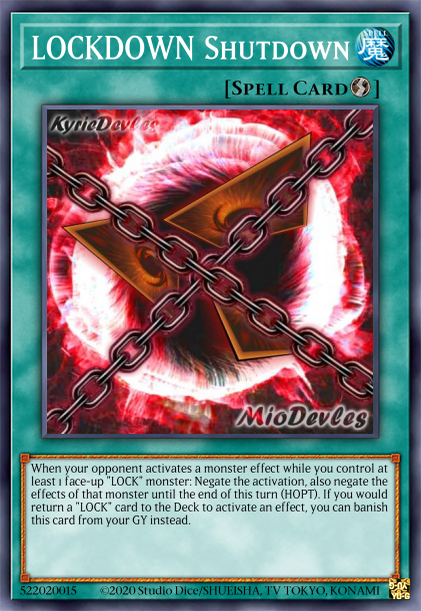 LOCKDOWN SHUTDOWN
SPELL
魔
[SPELL CARD]
KyrieDevles
MioDevles
When your opponent activates a monster effect while you control at
least 1 face-up "LOCK" monster: Negate the activation, also negate the
effects of that monster until the end of this turn (HOPT). If you would
return a "LOCK" card to the Deck to activate an effect, you can banish
this card from your GY instead.
522020015 ©2020 Studio Dice/SHUEISHA, TV TOKYO, KONAMI